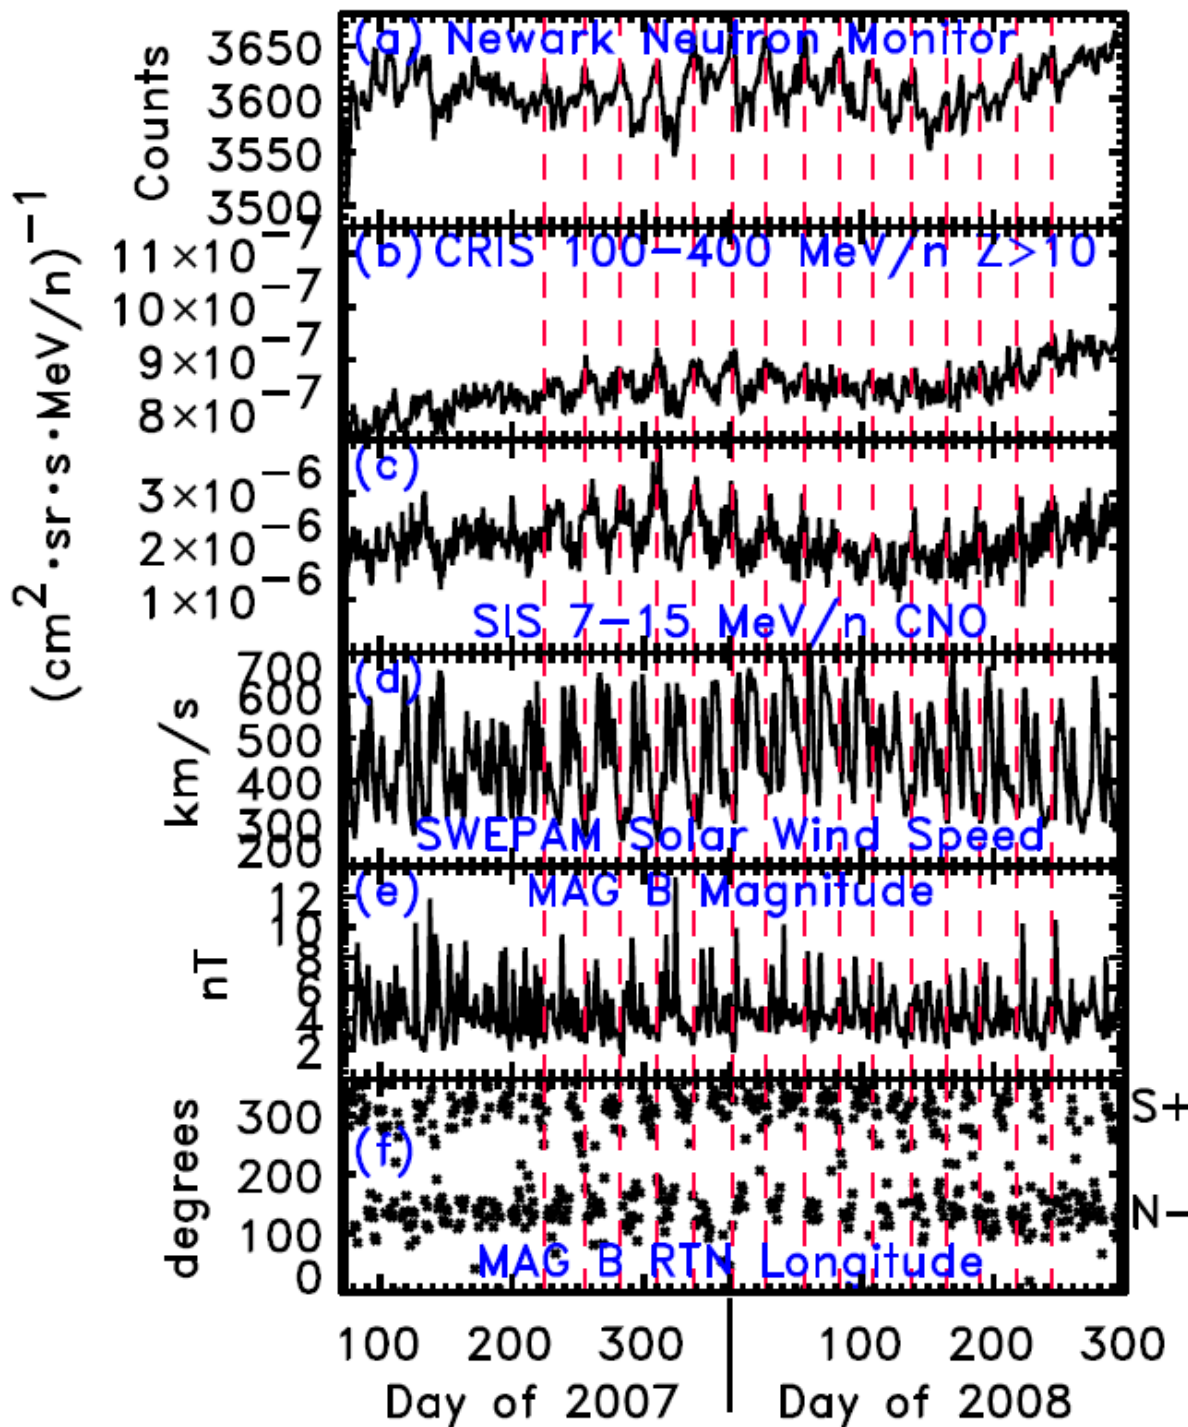 (a) Newark Neutron Monitor
Counts
3650
3600
3550
3500
(b) CRIS 100−400 MeV/n Z>10
(cm²·sr·s·MeV/n)⁻¹
11×10⁻⁷
10×10⁻⁷
9×10⁻⁷
8×10⁻⁷
(c)
3×10⁻⁶
2×10⁻⁶
1×10⁻⁶
SIS 7−15 MeV/n CNO
(d)
km/s
700
600
500
400
300
200
SWEPAM Solar Wind Speed
(e) MAG B Magnitude
nT
12
10
8
6
4
2
(f)
degrees
300
200
100
0
S+
N−
MAG B RTN Longitude
100 200 300 100 200 300
Day of 2007 Day of 2008